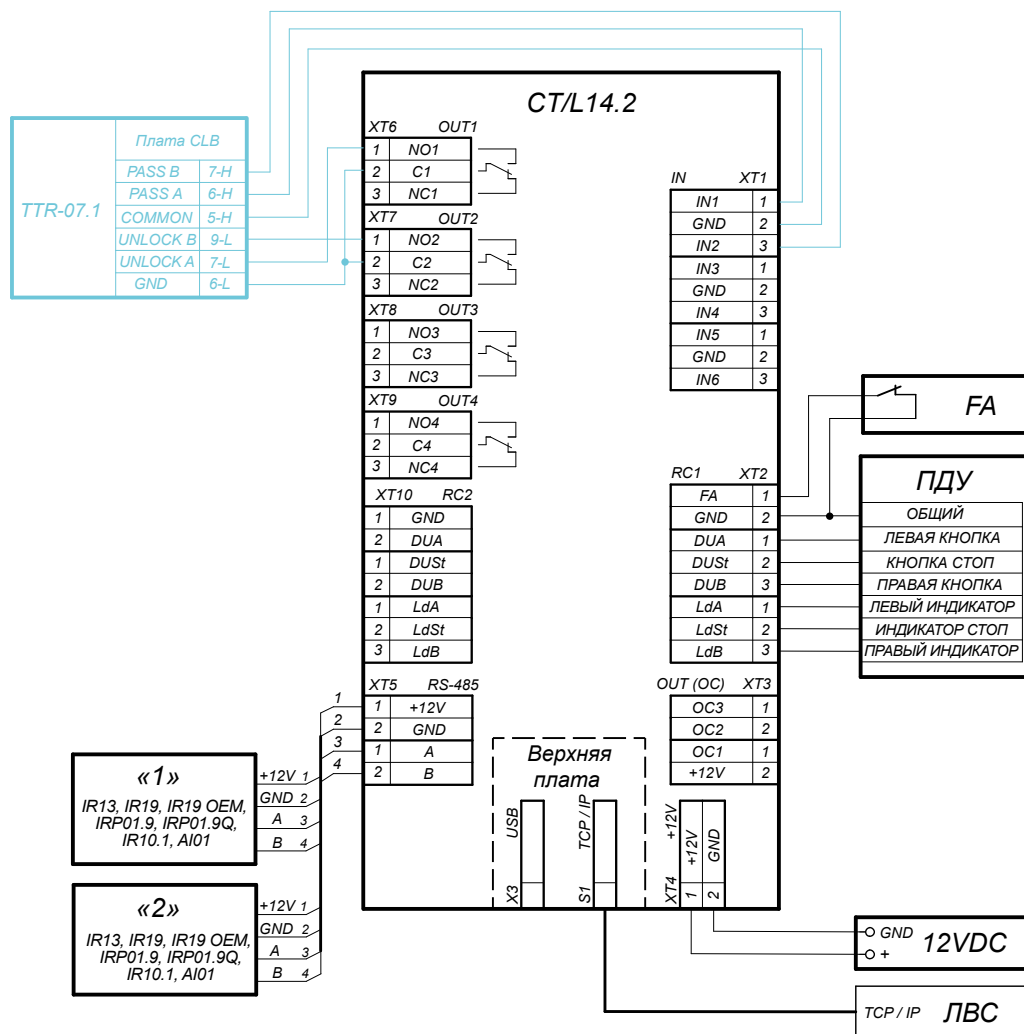 CT/L14.2
TTR-07.1
Плата CLB
PASS B 7-H
PASS A 6-H
COMMON 5-H
UNLOCK B 9-L
UNLOCK A 7-L
GND 6-L
XT6 OUT1
1 NO1
2 C1
3 NC1
XT7 OUT2
1 NO2
2 C2
3 NC2
XT8 OUT3
1 NO3
2 C3
3 NC3
XT9 OUT4
1 NO4
2 C4
3 NC4
XT10 RC2
1 GND
2 DUA
1 DUSt
2 DUB
1 LdA
2 LdSt
3 LdB
XT5 RS-485
1 +12V
2 GND
1 A
2 B
1
2
3
4
IN XT1
IN1 1
GND 2
IN2 3
IN3 1
GND 2
IN4 3
IN5 1
GND 2
IN6 3
RC1 XT2
FA 1
GND 2
DUA 1
DUSt 2
DUB 3
LdA 1
LdSt 2
LdB 3
OUT (OC) XT3
OC3 1
OC2 2
OC1 1
+12V 2
FA
ПДУ
ОБЩИЙ
ЛЕВАЯ КНОПКА
КНОПКА СТОП
ПРАВАЯ КНОПКА
ЛЕВЫЙ ИНДИКАТОР
ИНДИКАТОР СТОП
ПРАВЫЙ ИНДИКАТОР
Верхняя
плата
X3 USB
S1 TCP / IP
XT4 +12V
1 +12V
2 GND
«1»
IR13, IR19, IR19 OEM,
IRP01.9, IRP01.9Q,
IR10.1, AI01
+12V 1
GND 2
A 3
B 4
«2»
IR13, IR19, IR19 OEM,
IRP01.9, IRP01.9Q,
IR10.1, AI01
+12V 1
GND 2
A 3
B 4
GND
+
12VDC
TCP / IP ЛВС